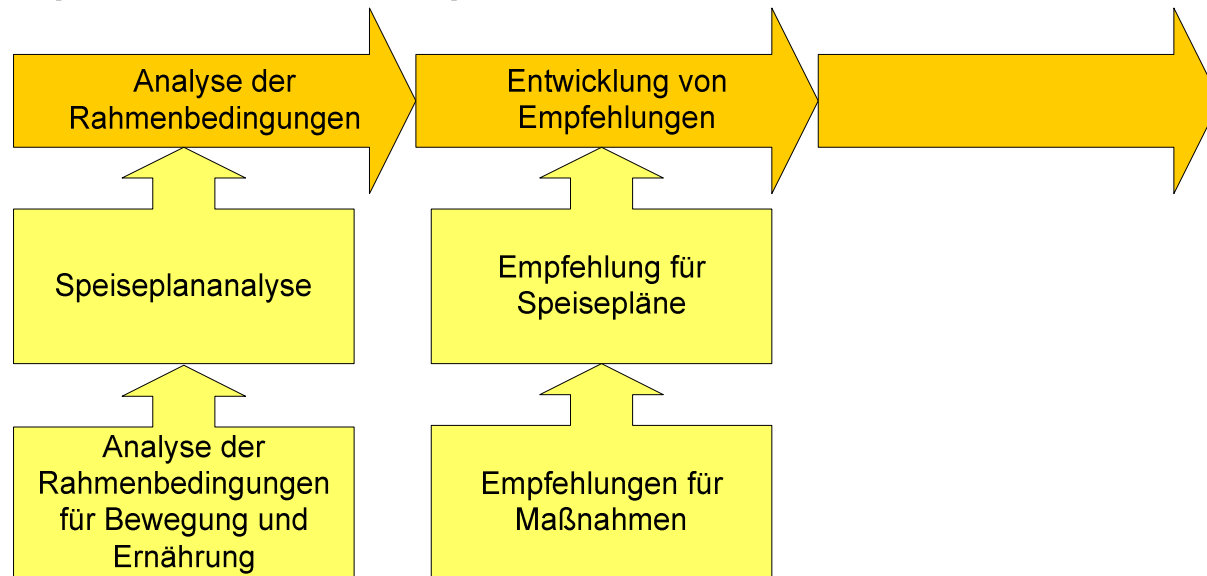 Analyse der
Rahmenbedingungen
Entwicklung von
Empfehlungen
Speiseplananalyse
Empfehlung für
Speisepläne
Analyse der
Rahmenbedingungen
für Bewegung und
Ernährung
Empfehlungen für
Maßnahmen